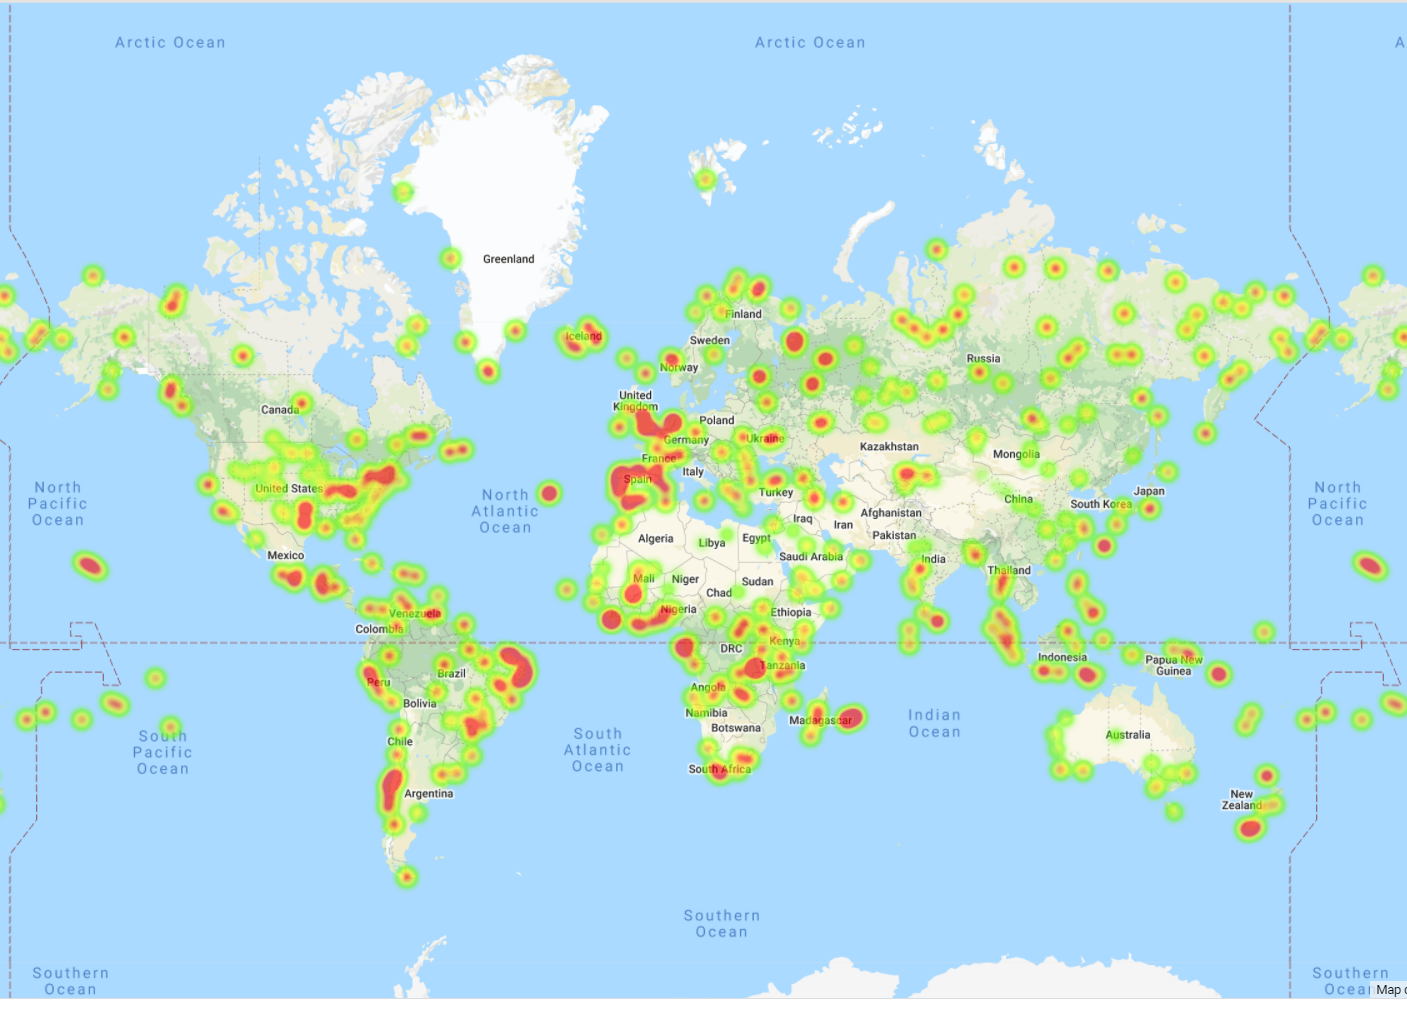 Arctic Ocean
Arctic Ocean
A
Greenland
Iceland
Finland
Sweden
Norway
Russia
United
Kingdom
Canada
Poland
Germany
Ukraine
France
Kazakhstan
Mongolia
Italy
Spain
United States
Turkey
China
Japan
South Korea
North
Pacific
Ocean
North
Atlantic
Ocean
North
Pacific
Ocean
Afghanistan
Iraq
Iran
Pakistan
Algeria
Libya
Egypt
Saudi Arabia
India
Mexico
Thailand
Mali
Niger
Chad
Sudan
Nigeria
Ethiopia
Venezuela
Colombia
DRC
Kenya
Tanzania
Indonesia
Papua New
Guinea
Brazil
Peru
Bolivia
Angola
Namibia
Botswana
Madagascar
Indian
Ocean
Chile
South
Pacific
Ocean
South
Atlantic
Ocean
Australia
South Africa
Argentina
New
Zealand
Southern
Ocean
Southern
Ocean
Southern
Ocean
Map o